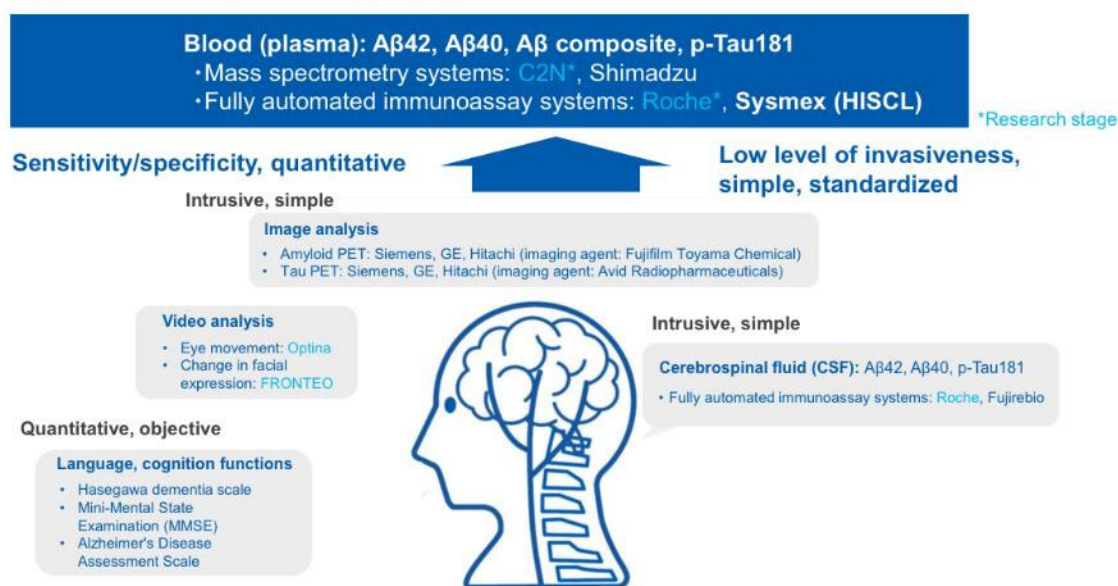 Blood (plasma): Aβ42, Aβ40, Aβ composite, p-Tau181
・Mass spectrometry systems: C2N*, Shimadzu
・Fully automated immunoassay systems: Roche*, Sysmex (HISCL)
*Research stage
Sensitivity/specificity, quantitative
Low level of invasiveness,
simple, standardized
Intrusive, simple
Image analysis
• Amyloid PET: Siemens, GE, Hitachi (imaging agent: Fujifilm Toyama Chemical)
• Tau PET: Siemens, GE, Hitachi (imaging agent: Avid Radiopharmaceuticals)
Video analysis
• Eye movement: Optina
• Change in facial
expression: FRONTEO
Intrusive, simple
Cerebrospinal fluid (CSF): Aβ42, Aβ40, p-Tau181
• Fully automated immunoassay systems: Roche, Fujirebio
Quantitative, objective
Language, cognition functions
• Hasegawa dementia scale
• Mini-Mental State
Examination (MMSE)
• Alzheimer's Disease
Assessment Scale